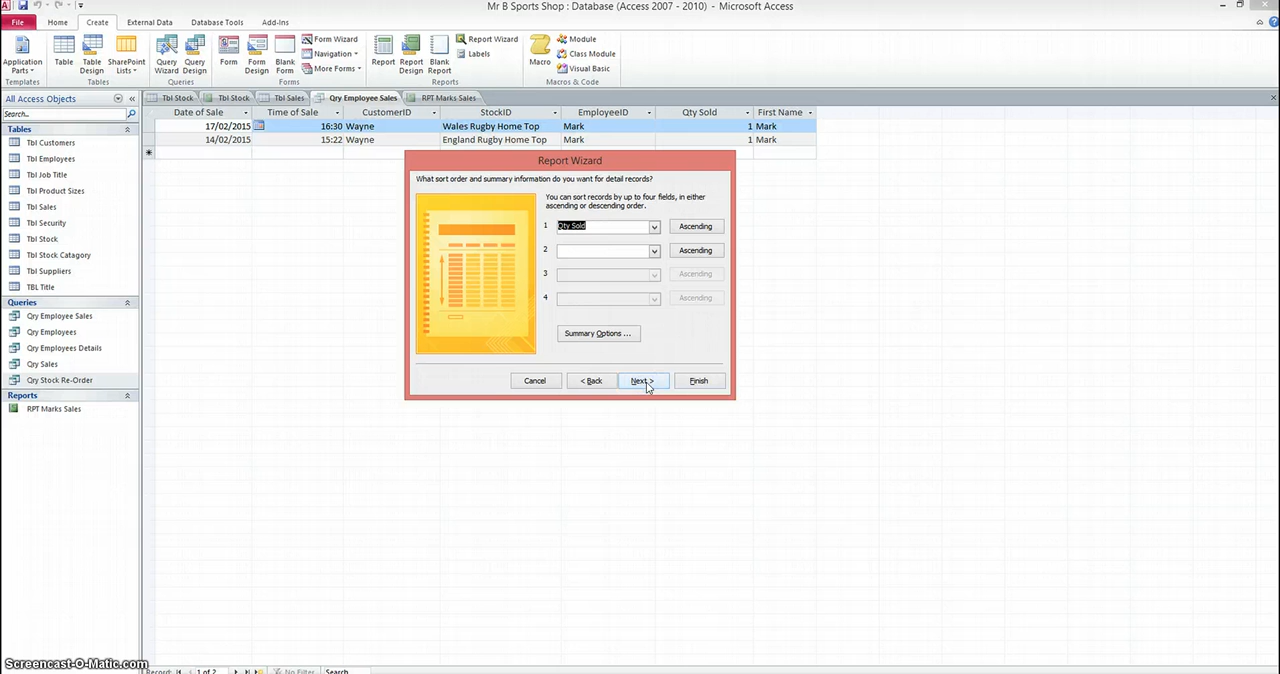 Mr B Sports Shop : Database (Access 2007 - 2010) - Microsoft Access
File Home Create External Data Database Tools Add-Ins
Application Parts
Table
Table Design
SharePoint Lists
Query Wizard
Query Design
Form
Form Design
Blank Form
Form Wizard
Navigation
More Forms
Report
Report Design
Blank Report
Report Wizard
Labels
Macro
Module
Class Module
Visual Basic
Templates Tables Queries Forms Reports Macros & Code
All Access Objects
Search...
Tables
Tbl Customers
Tbl Employees
Tbl Job Title
Tbl Product Sizes
Tbl Sales
Tbl Security
Tbl Stock
Tbl Stock Catagory
Tbl Suppliers
TBL Title
Queries
Qry Employee Sales
Qry Employees
Qry Employees Details
Qry Sales
Qry Stock Re-Order
Reports
RPT Marks Sales
Tbl Stock Tbl Stock Tbl Sales Qry Employee Sales RPT Marks Sales
Date of Sale Time of Sale CustomerID StockID EmployeeID Qty Sold First Name
17/02/2015 16:30 Wayne Wales Rugby Home Top Mark 1 Mark
14/02/2015 15:22 Wayne England Rugby Home Top Mark 1 Mark
Report Wizard
What sort order and summary information do you want for detail records?
You can sort records by up to four fields, in either
ascending or descending order.
1 Qty Sold Ascending
2 Ascending
3 Ascending
4 Ascending
Summary Options ...
Cancel < Back Next > Finish
Record: 1 of 2 No Filter Search
Screencast-O-Matic.com